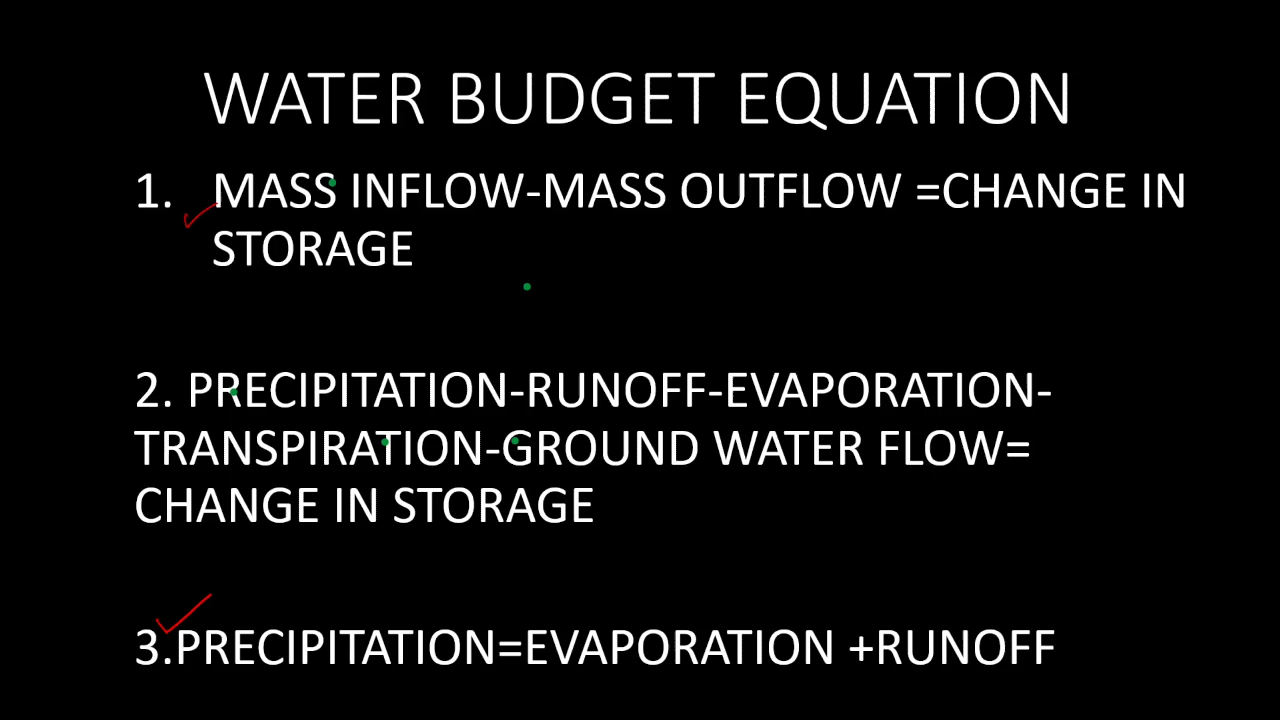 WATER BUDGET EQUATION
1. MASS INFLOW-MASS OUTFLOW =CHANGE IN
STORAGE
2. PRECIPITATION-RUNOFF-EVAPORATION-
TRANSPIRATION-GROUND WATER FLOW=
CHANGE IN STORAGE
3.PRECIPITATION=EVAPORATION +RUNOFF